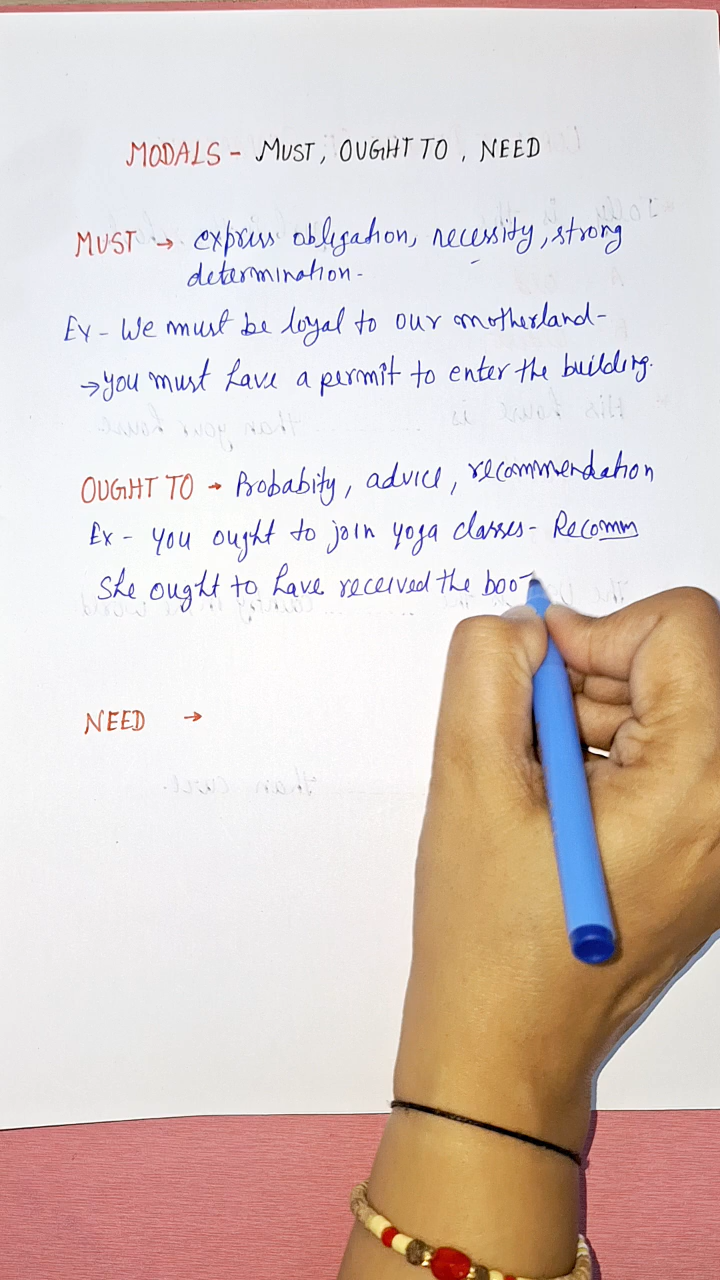 MODALS - MUST, OUGHT TO, NEED
MUST → express obligation, necessity, strong
determination.
Ex - We must be loyal to our motherland-
→ you must have a permit to enter the building.
OUGHT TO → Probabity, advice, recommendation
Ex - you ought to join yoga classes- Recomm
She ought to have received the boo
NEED →
than cure.